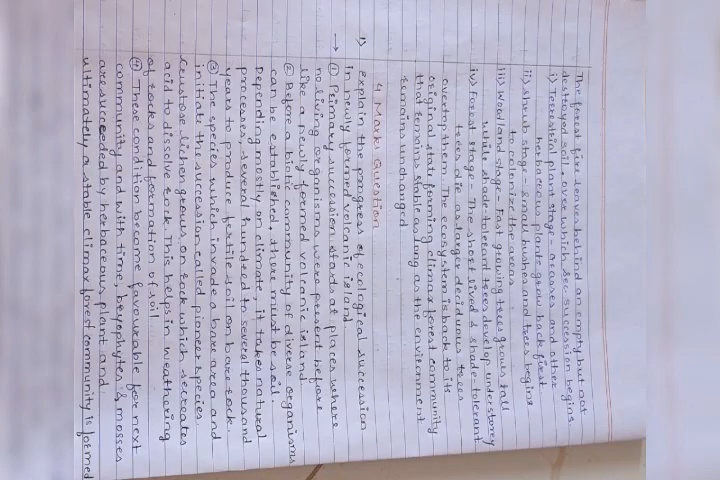 The forest fire leaves behind an empty but not
destroyed soil, over which sec. succession begins
i) Terrestrial plant stage - Grasses and other
herbaceous plants grow back first
ii) shrub stage - small bushes and trees begins
to colonize the areas
iii) Woodland stage - Fast growing trees grows tall
while shade-tolerant trees develop understorey
iv) Forest stage - The short lived & shade-tolerant
trees die as larger deciduous trees
overtop them. The ecosystem is back to its
original state forming climax forest community
that remains stable as long as the environment
remains unchanged
4 Marks Question
1) Explain the progress of ecological succession
in newly formed volcanic island
→ ① Primary succession starts at places where
no living organisms were present before
like a newly formed volcanic island
② Before a biotic community of diverse organisms
can be established, there must be soil.
Depending mostly on climate, it takes natural
processes, several hundred to several thousand
years to produce fertile soil on bare rock.
③ The species which invade a bare area and
initiate the succession called pioneer species.
Crustose lichen grows on rock which secreates
acid to dissolve rock. This helps in weathering
of rocks and formation of soil
④ These condition become favourable for next
community and with time, bryophytes & mosses
are succeeded by herbaceous plant and
ultimately a stable climax forest community is formed